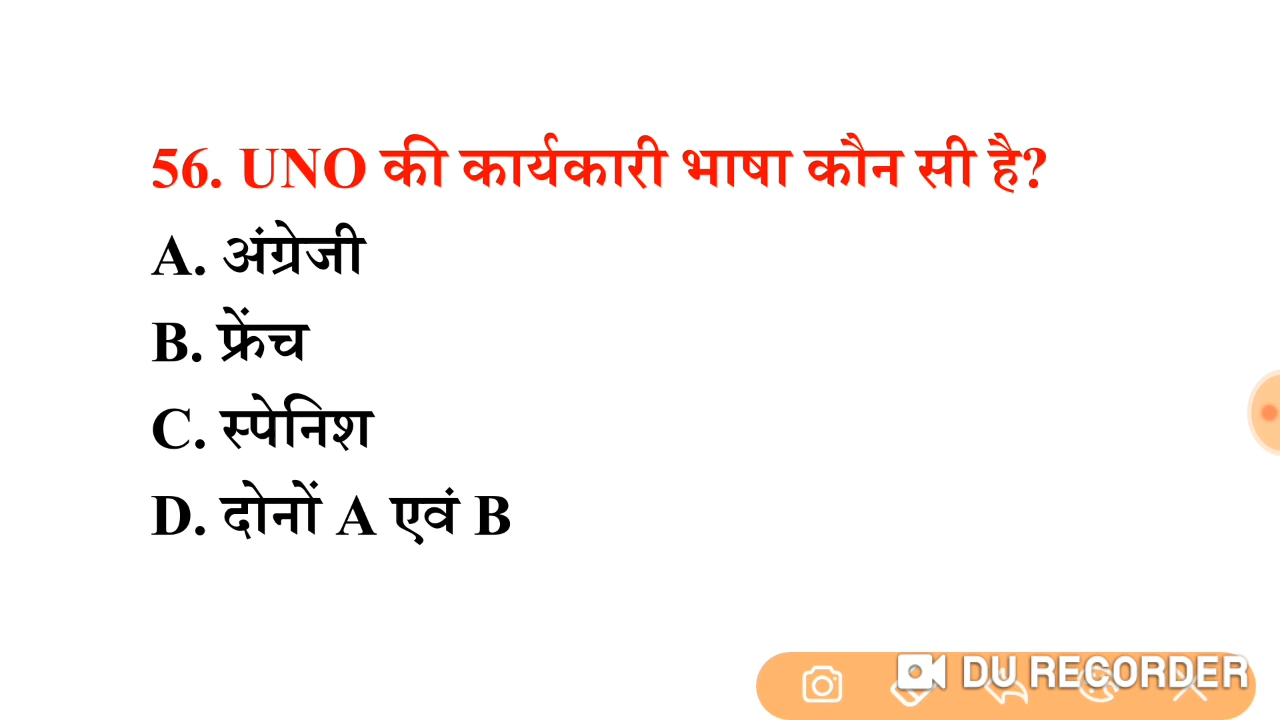 56. UNO की कार्यकारी भाषा कौन सी है?
A. अंग्रेजी
B. फ्रेंच
C. स्पेनिश
D. दोनों A एवं B
DU RECORDER